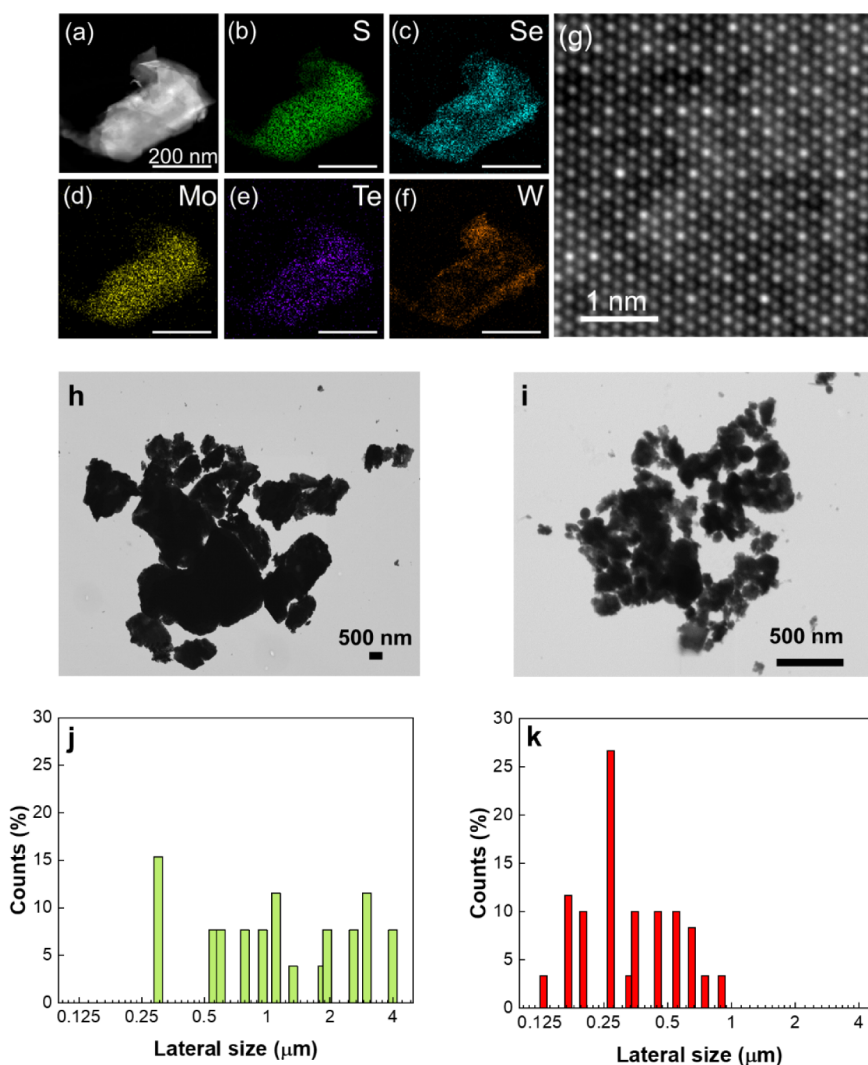 (a)
200 nm
(b) S
(c) Se
(g)
1 nm
(d) Mo
(e) Te
(f) W
h
500 nm
i
500 nm
j
30
25
20
15
10
5
0
Counts (%)
0.125 0.25 0.5 1 2 4
Lateral size (μm)
k
30
25
20
15
10
5
0
Counts (%)
0.125 0.25 0.5 1 2 4
Lateral size (μm)